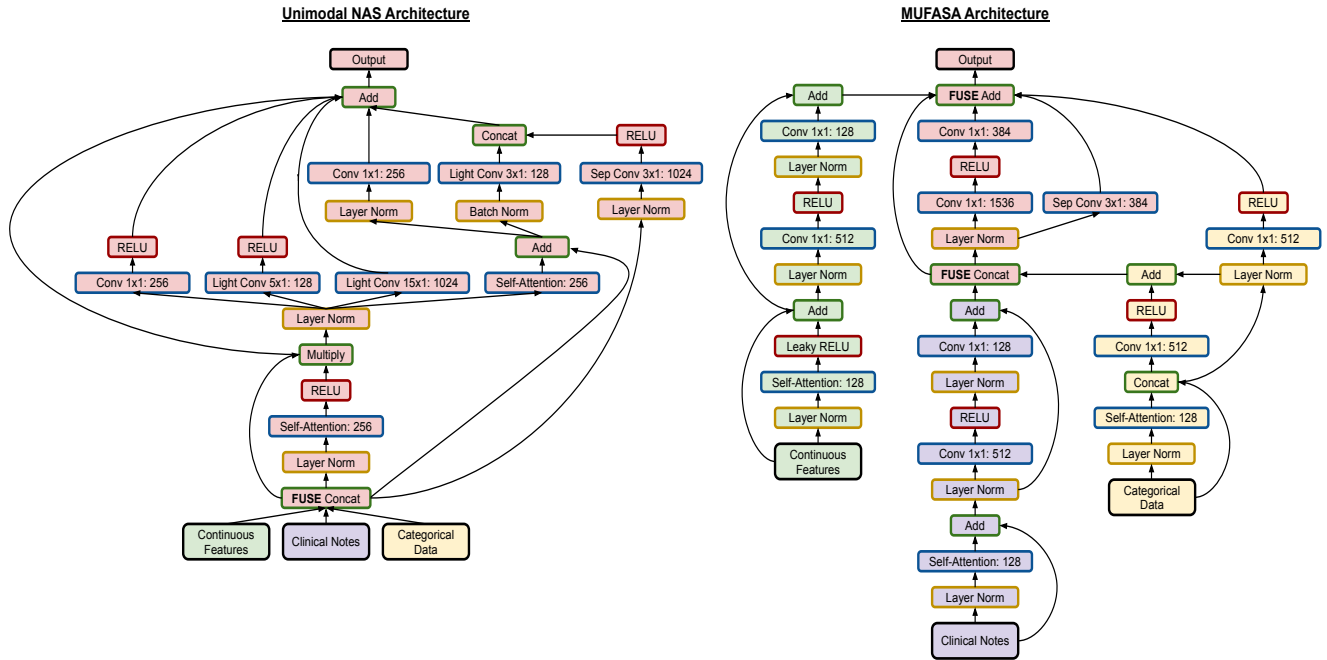 Unimodal NAS Architecture
Output
Add
Concat
RELU
Conv 1x1: 256
Light Conv 3x1: 128
Sep Conv 3x1: 1024
Layer Norm
Batch Norm
Layer Norm
RELU
RELU
Add
Conv 1x1: 256
Light Conv 5x1: 128
Light Conv 15x1: 1024
Self-Attention: 256
Layer Norm
Multiply
RELU
Self-Attention: 256
Layer Norm
FUSE Concat
Continuous
Features
Clinical Notes
Categorical
Data
MUFASA Architecture
Output
Add
FUSE Add
Conv 1x1: 128
Conv 1x1: 384
Layer Norm
RELU
RELU
Conv 1x1: 1536
Sep Conv 3x1: 384
RELU
Conv 1x1: 512
Layer Norm
Conv 1x1: 512
Layer Norm
FUSE Concat
Add
Layer Norm
Add
Add
RELU
Leaky RELU
Conv 1x1: 128
Conv 1x1: 512
Self-Attention: 128
Layer Norm
Concat
Layer Norm
RELU
Self-Attention: 128
Continuous
Features
Conv 1x1: 512
Layer Norm
Layer Norm
Categorical
Data
Add
Self-Attention: 128
Layer Norm
Clinical Notes